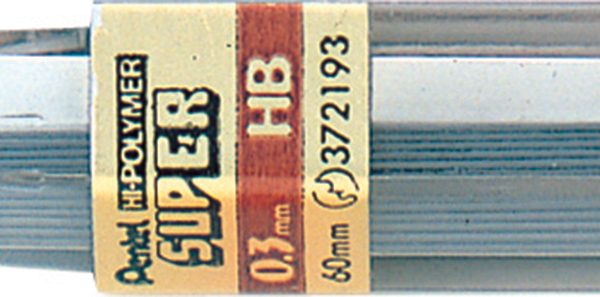 Pentel HI-POLYMER
SUPER
0.3mm HB
60mm 372193